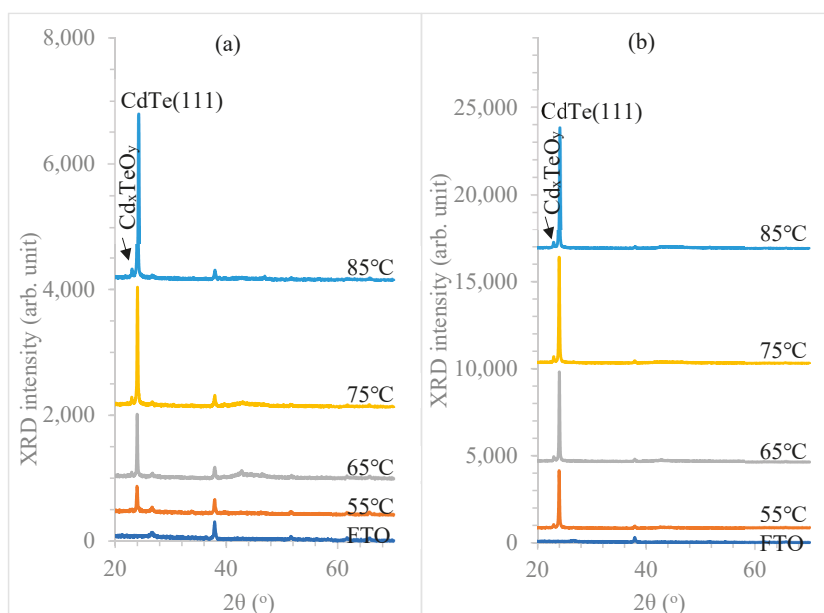 (a)
8,000
6,000
4,000
2,000
0
XRD intensity (arb. unit)
CdTe(111)
CdₓTeOᵧ
85℃
75℃
65℃
55℃
FTO
20
40
60
2θ (°)
(b)
25,000
20,000
15,000
10,000
5,000
0
XRD intensity (arb. unit)
CdTe(111)
CdₓTeOᵧ
85℃
75℃
65℃
55℃
FTO
20
40
60
2θ (°)